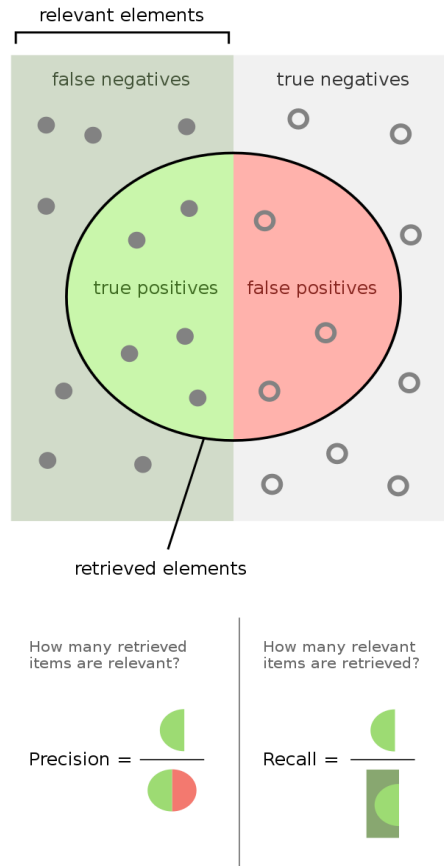 relevant elements
false negatives
true negatives
true positives
false positives
retrieved elements
How many retrieved
items are relevant?
Precision =
How many relevant
items are retrieved?
Recall =